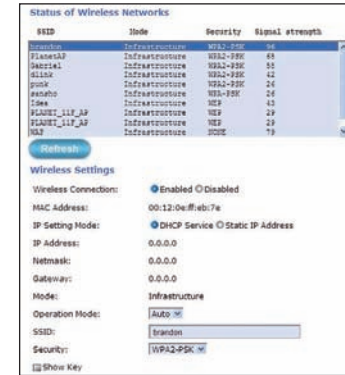 Status of Wireless Networks
SSID Mode Security Signal strength
brandon Infrastructure WPA2-PSK 96
PlanetAP Infrastructure WPA2-PSK 65
Gabriel Infrastructure WPA2-PSK 55
dlink Infrastructure WPA2-PSK 42
punk Infrastructure WPA2-PSK 26
sensho Infrastructure WPA-PSK 26
Idea Infrastructure WEP 43
PLANET_11F_AP Infrastructure WEP 29
PLANET_11F_AP Infrastructure WEP 29
Infrastructure NONE 79
Refresh
Wireless Settings
Wireless Connection: Enabled Disabled
MAC Address: 00:12:0e:ff:eb:7e
IP Setting Mode: DHCP Service Static IP Address
IP Address: 0.0.0.0
Netmask: 0.0.0.0
Gateway: 0.0.0.0
Mode: Infrastructure
Operation Mode: Auto
SSID: brandon
Security: WPA2-PSK
Show Key